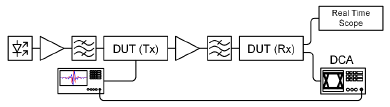 Real Time
Scope
DUT (Tx)
DUT (Rx)
DCA